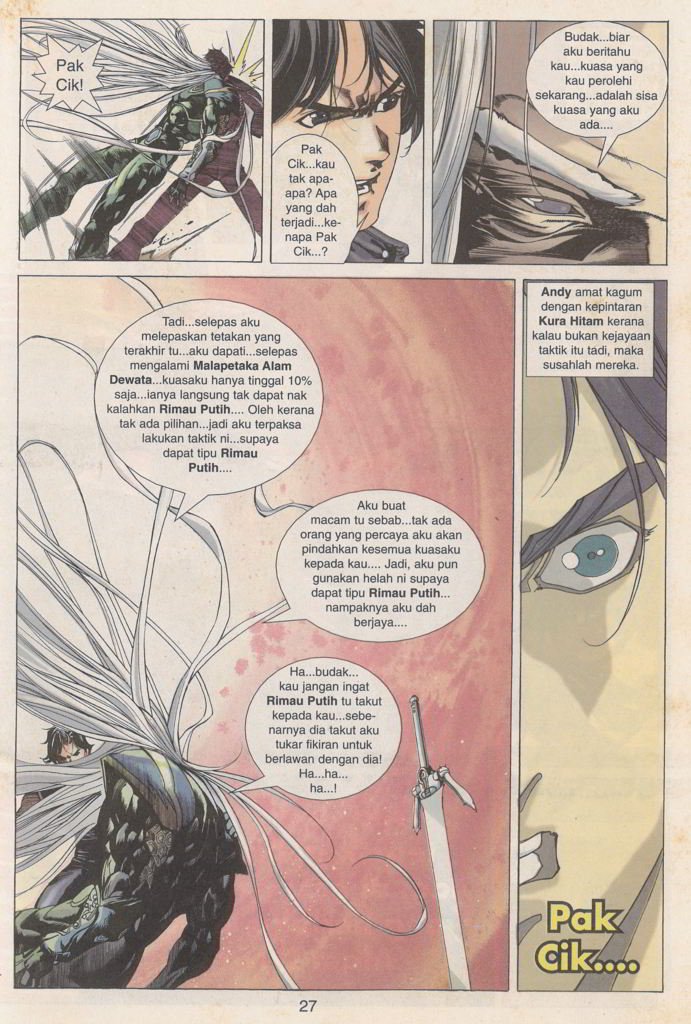 Pak
Cik!
Pak
Cik...kau
tak apa-
apa? Apa
yang dah
terjadi...ke-
napa Pak
Cik...?
Budak...biar
aku beritahu
kau...kuasa yang
kau perolehi
sekarang...adalah sisa
kuasa yang aku
ada....
Tadi...selepas aku
melepaskan tetakan yang
terakhir tu...aku dapati...selepas
mengalami Malapetaka Alam
Dewata...kuasaku hanya tinggal 10%
saja...ianya langsung tak dapat nak
kalahkan Rimau Putih.... Oleh kerana
tak ada pilihan...jadi aku terpaksa
lakukan taktik ni...supaya
dapat tipu Rimau
Putih....
Aku buat
macam tu sebab...tak ada
orang yang percaya aku akan
pindahkan kesemua kuasaku
kepada kau.... Jadi, aku pun
gunakan helah ni supaya
dapat tipu Rimau Putih...
nampaknya aku dah
berjaya....
Ha...budak...
kau jangan ingat
Rimau Putih tu takut
kepada kau...sebe-
narnya dia takut aku
tukar fikiran untuk
berlawan dengan dia!
Ha...ha...
ha...!
Andy amat kagum
dengan kepintaran
Kura Hitam kerana
kalau bukan kejayaan
taktik itu tadi, maka
susahlah mereka.
Pak
Cik....
27